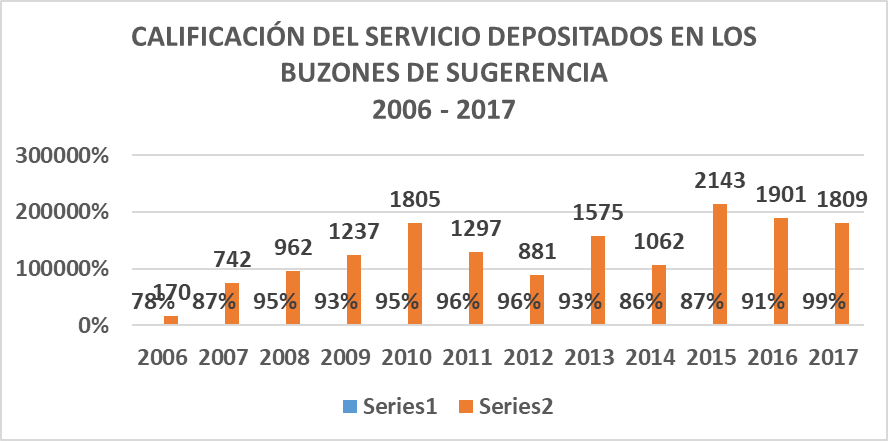 CALIFICACIÓN DEL SERVICIO DEPOSITADOS EN LOS
BUZONES DE SUGERENCIA
2006 - 2017
300000%
200000%
100000%
0%
170 742 962 1237 1805 1297 881 1575 1062 2143 1901 1809
78% 87% 95% 93% 95% 96% 96% 93% 86% 87% 91% 99%
2006 2007 2008 2009 2010 2011 2012 2013 2014 2015 2016 2017
Series1 Series2